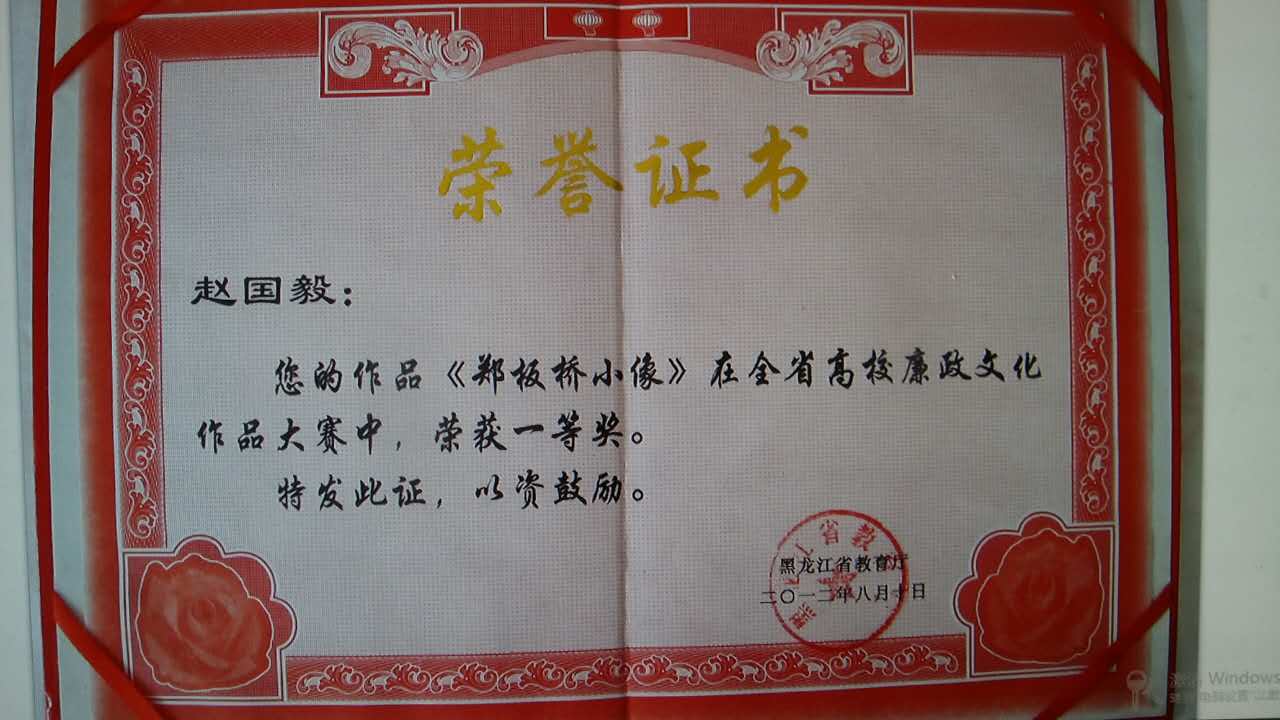 荣誉证书
赵国毅：
您的作品《郑板桥小像》在全省高校廉政文化
作品大赛中，荣获一等奖。
特发此证，以资鼓励。
黑龙江省教育厅
二〇一二年八月十日
Windows